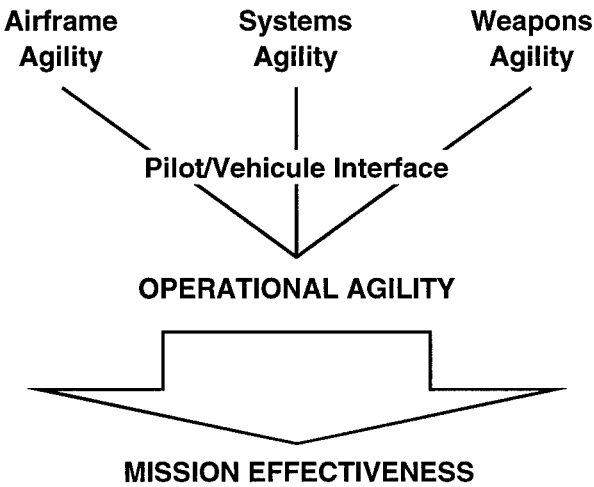 Airframe Agility
Systems Agility
Weapons Agility
Pilot/Vehicule Interface
OPERATIONAL AGILITY
MISSION EFFECTIVENESS